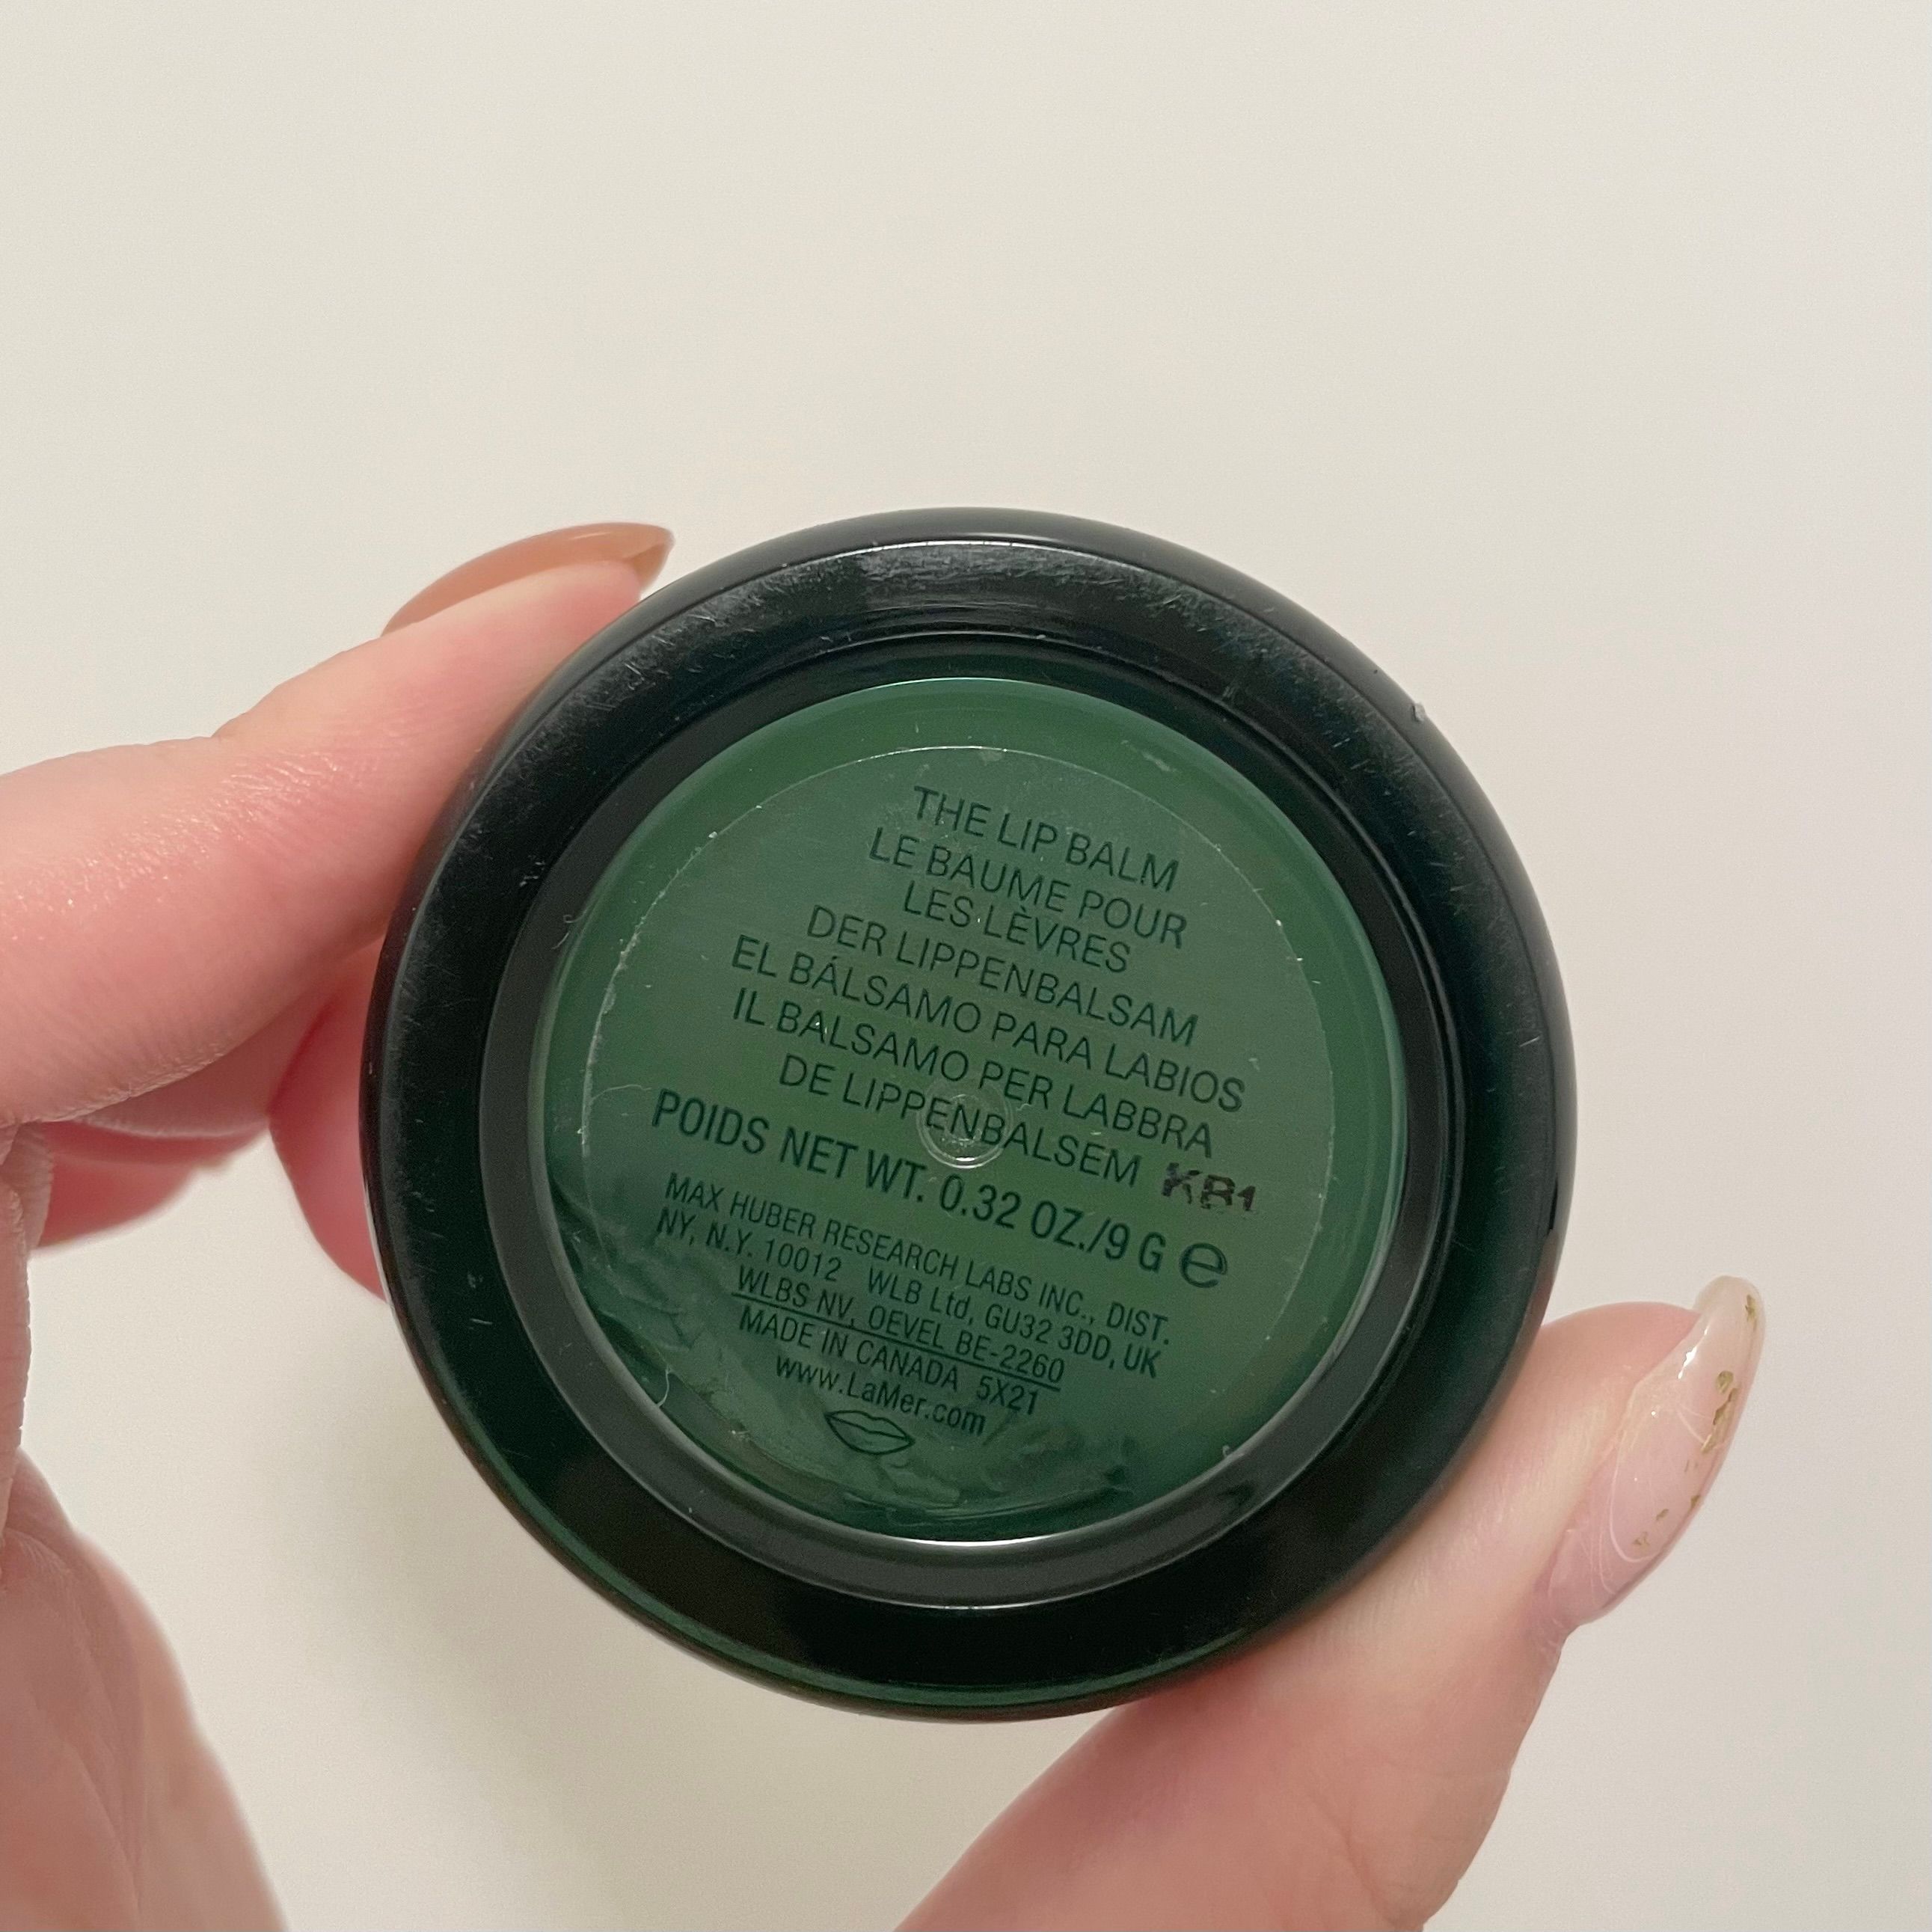 THE LIP BALM
LE BAUME POUR
LES LÈVRES
DER LIPPENBALSAM
EL BÁLSAMO PARA LABIOS
IL BALSAMO PER LABBRA
DE LIPPENBALSEM KB1
POIDS NET WT. 0.32 OZ./9 G e
MAX HUBER RESEARCH LABS INC., DIST.
NY, N.Y. 10012 WLB Ltd, GU32 3DD, UK
WLBS NV, OEVEL BE-2260
MADE IN CANADA 5X21
www.LaMer.com